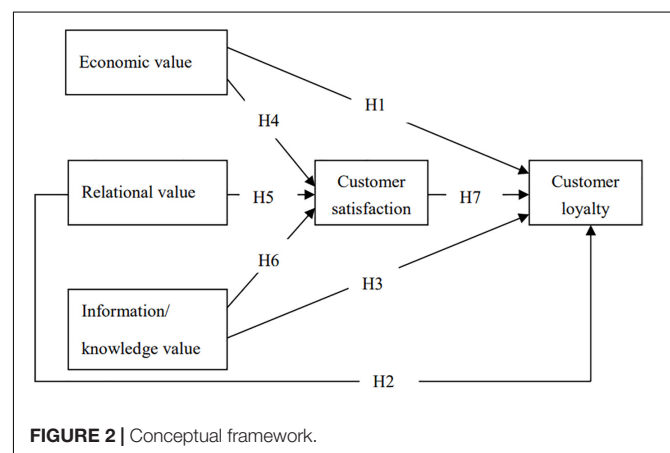 Economic value
H1
H4
Relational value
H5
Customer
satisfaction
H7
Customer
loyalty
H6
H3
Information/
knowledge value
H2
FIGURE 2 | Conceptual framework.